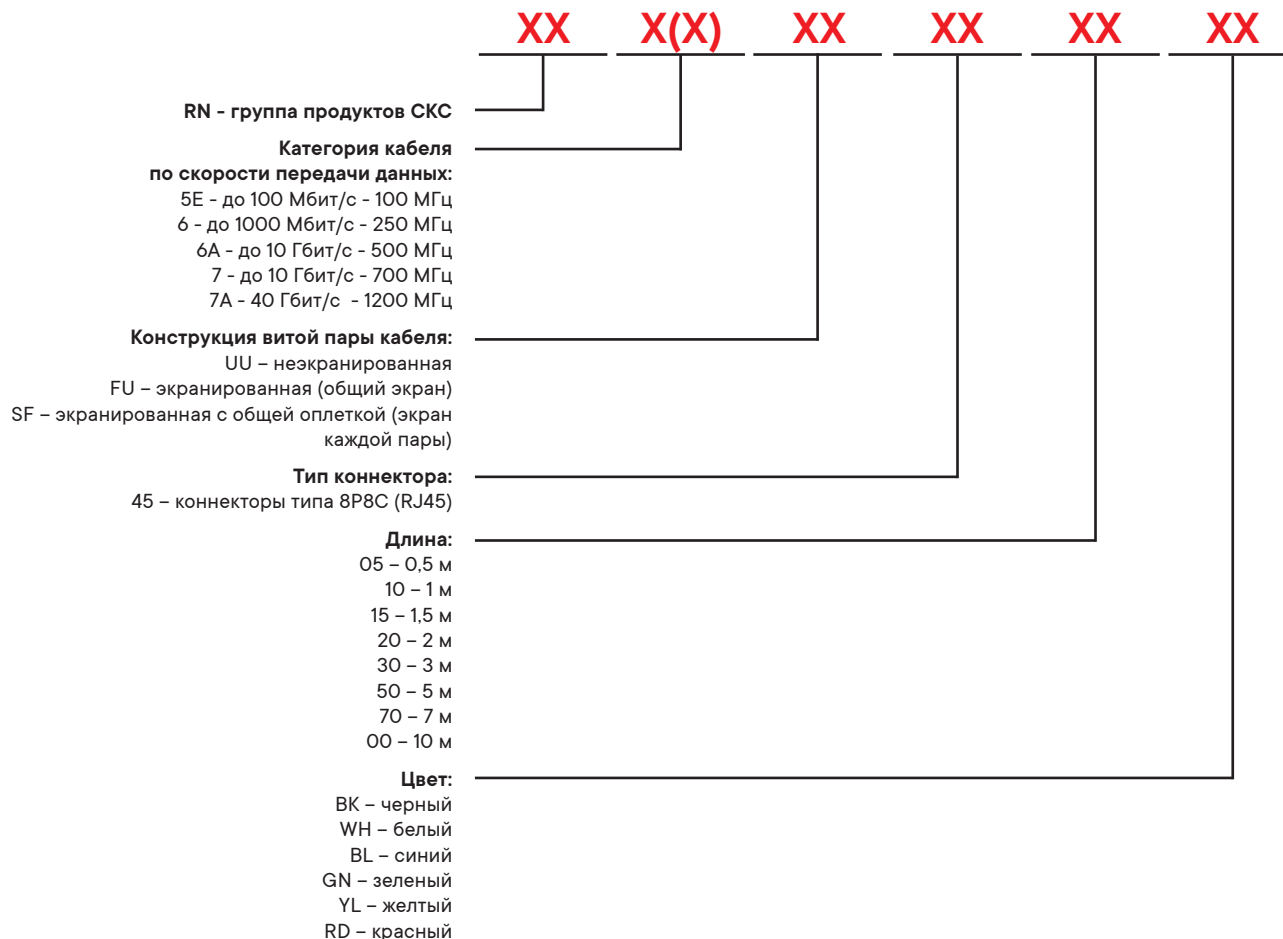 XX X(X) XX XX XX XX
RN - группа продуктов СКС
Категория кабеля
по скорости передачи данных:
5E - до 100 Мбит/с - 100 МГц
6 - до 1000 Мбит/с - 250 МГц
6A - до 10 Гбит/с - 500 МГц
7 - до 10 Гбит/с - 700 МГц
7A - 40 Гбит/с - 1200 МГц
Конструкция витой пары кабеля:
UU – неэкранированная
FU – экранированная (общий экран)
SF – экранированная с общей оплеткой (экран
каждой пары)
Тип коннектора:
45 – коннекторы типа 8P8C (RJ45)
Длина:
05 – 0,5 м
10 – 1 м
15 – 1,5 м
20 – 2 м
30 – 3 м
50 – 5 м
70 – 7 м
00 – 10 м
Цвет:
BK – черный
WH – белый
BL – синий
GN – зеленый
YL – желтый
RD – красный